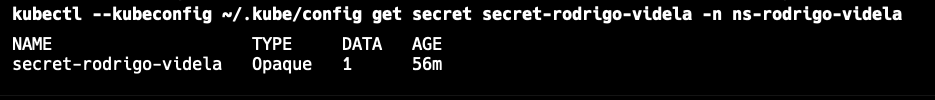 kubectl --kubeconfig ~/.kube/config get secret secret-rodrigo-videla -n ns-rodrigo-videla
NAME TYPE DATA AGE
secret-rodrigo-videla Opaque 1 56m